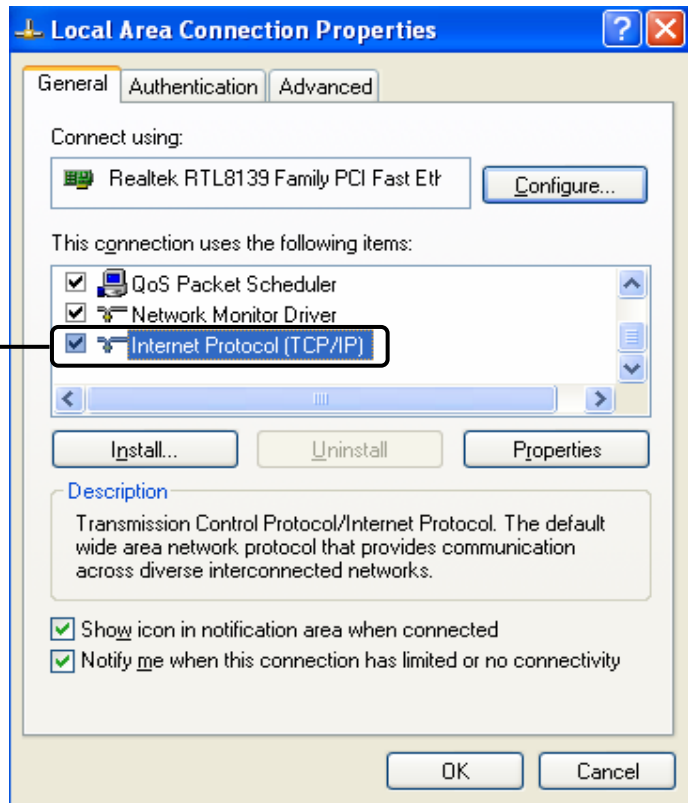 Local Area Connection Properties
General Authentication Advanced
Connect using:
Realtek RTL8139 Family PCI Fast Eth
Configure...
This connection uses the following items:
QoS Packet Scheduler
Network Monitor Driver
Internet Protocol (TCP/IP)
Install... Uninstall Properties
Description
Transmission Control Protocol/Internet Protocol. The default
wide area network protocol that provides communication
across diverse interconnected networks.
Show icon in notification area when connected
Notify me when this connection has limited or no connectivity
OK Cancel